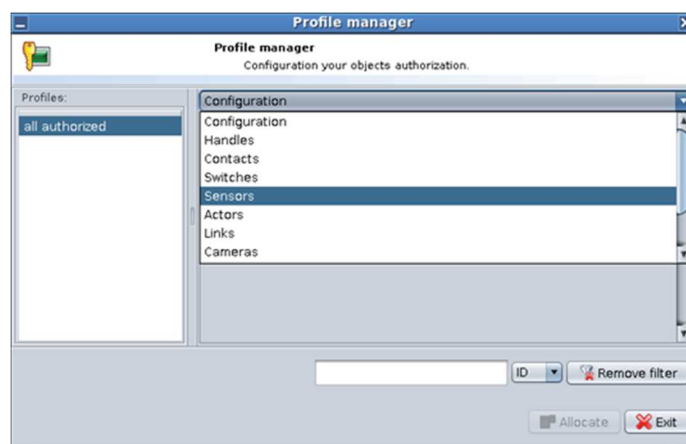 Profile manager
Profile manager
Configuration your objects authorization.
Profiles:
all authorized
Configuration
Configuration
Handles
Contacts
Switches
Sensors
Actors
Links
Cameras
ID
Remove filter
Allocate
Exit